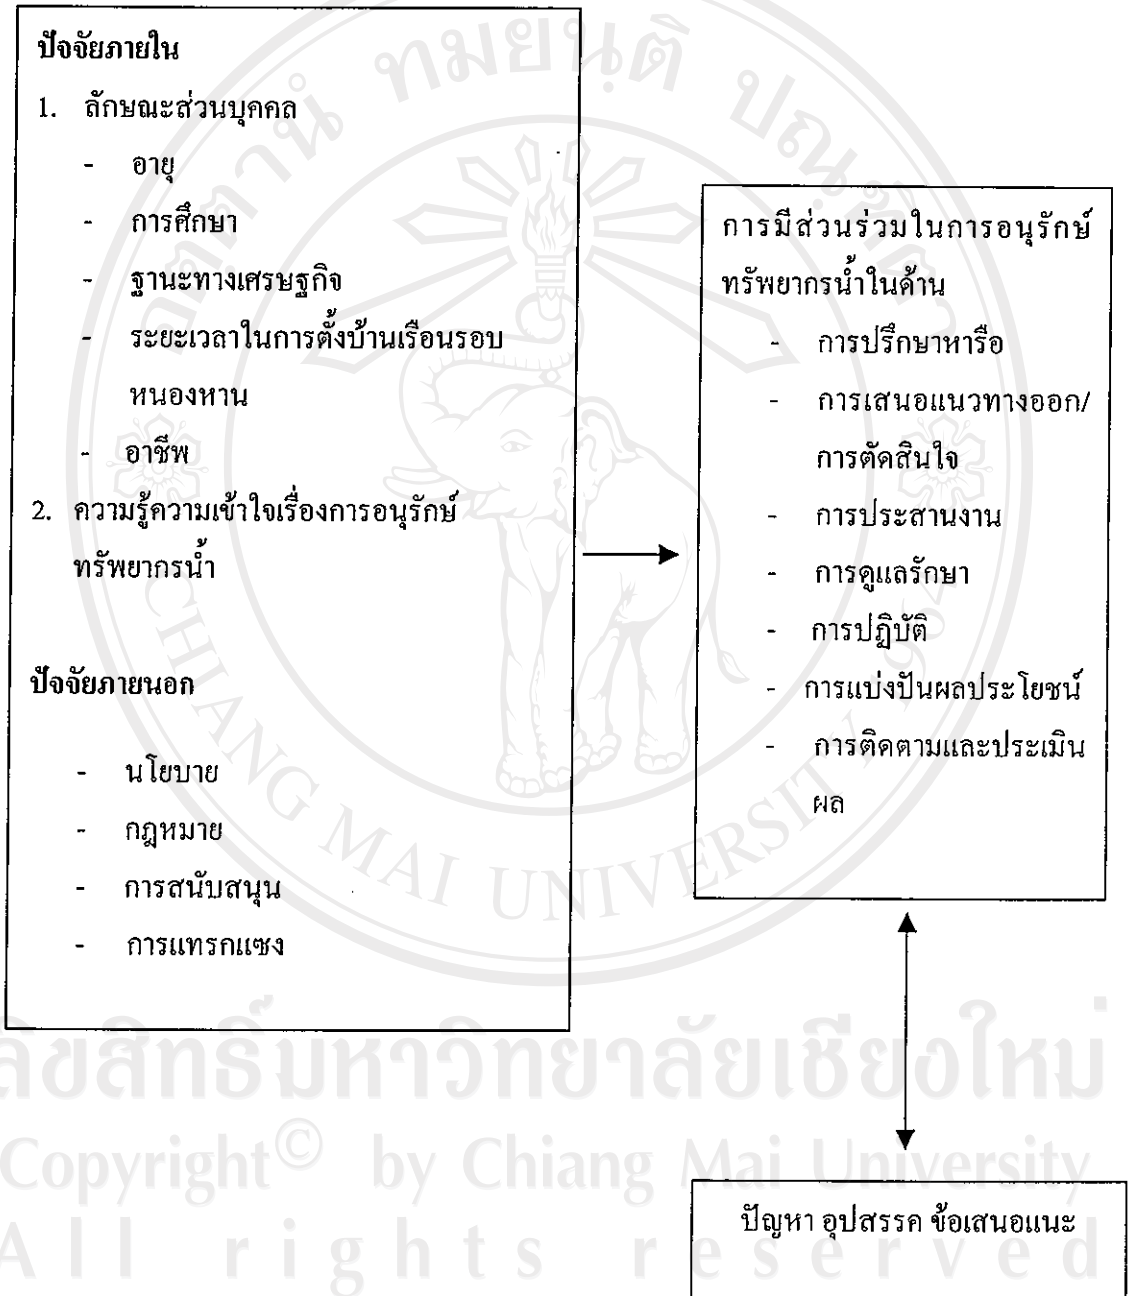 ปัจจัยภายใน
1. ลักษณะส่วนบุคคล
- อายุ
- การศึกษา
- ฐานะทางเศรษฐกิจ
- ระยะเวลาในการตั้งบ้านเรือนรอบ
หนองหาน
- อาชีพ
2. ความรู้ความเข้าใจเรื่องการอนุรักษ์
ทรัพยากรน้ำ
ปัจจัยภายนอก
- นโยบาย
- กฎหมาย
- การสนับสนุน
- การแทรกแซง
การมีส่วนร่วมในการอนุรักษ์
ทรัพยากรน้ำในด้าน
- การปรึกษาหารือ
- การเสนอแนวทางออก/
การตัดสินใจ
- การประสานงาน
- การดูแลรักษา
- การปฏิบัติ
- การแบ่งปันผลประโยชน์
- การติดตามและประเมิน
ผล
ปัญหา อุปสรรค ข้อเสนอแนะ
CHIANG MAI UNIVERSITY
ลิขสิทธิ์มหาวิทยาลัยเชียงใหม่
Copyright© by Chiang Mai University
All rights reserved